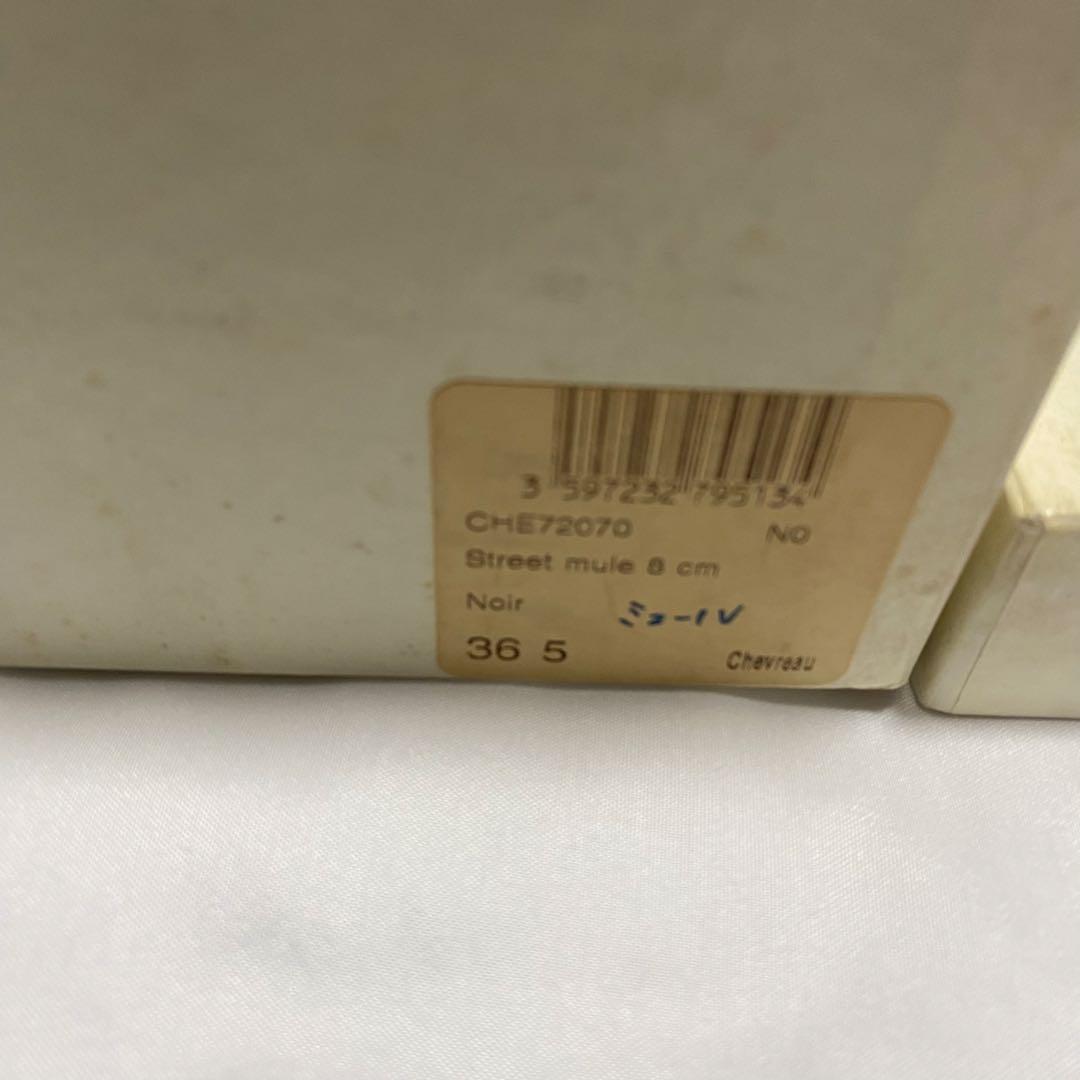 3 597232 795134
CHE72070 NO
Street mule 8 cm
Noir ミュール
36 5 Chevreau